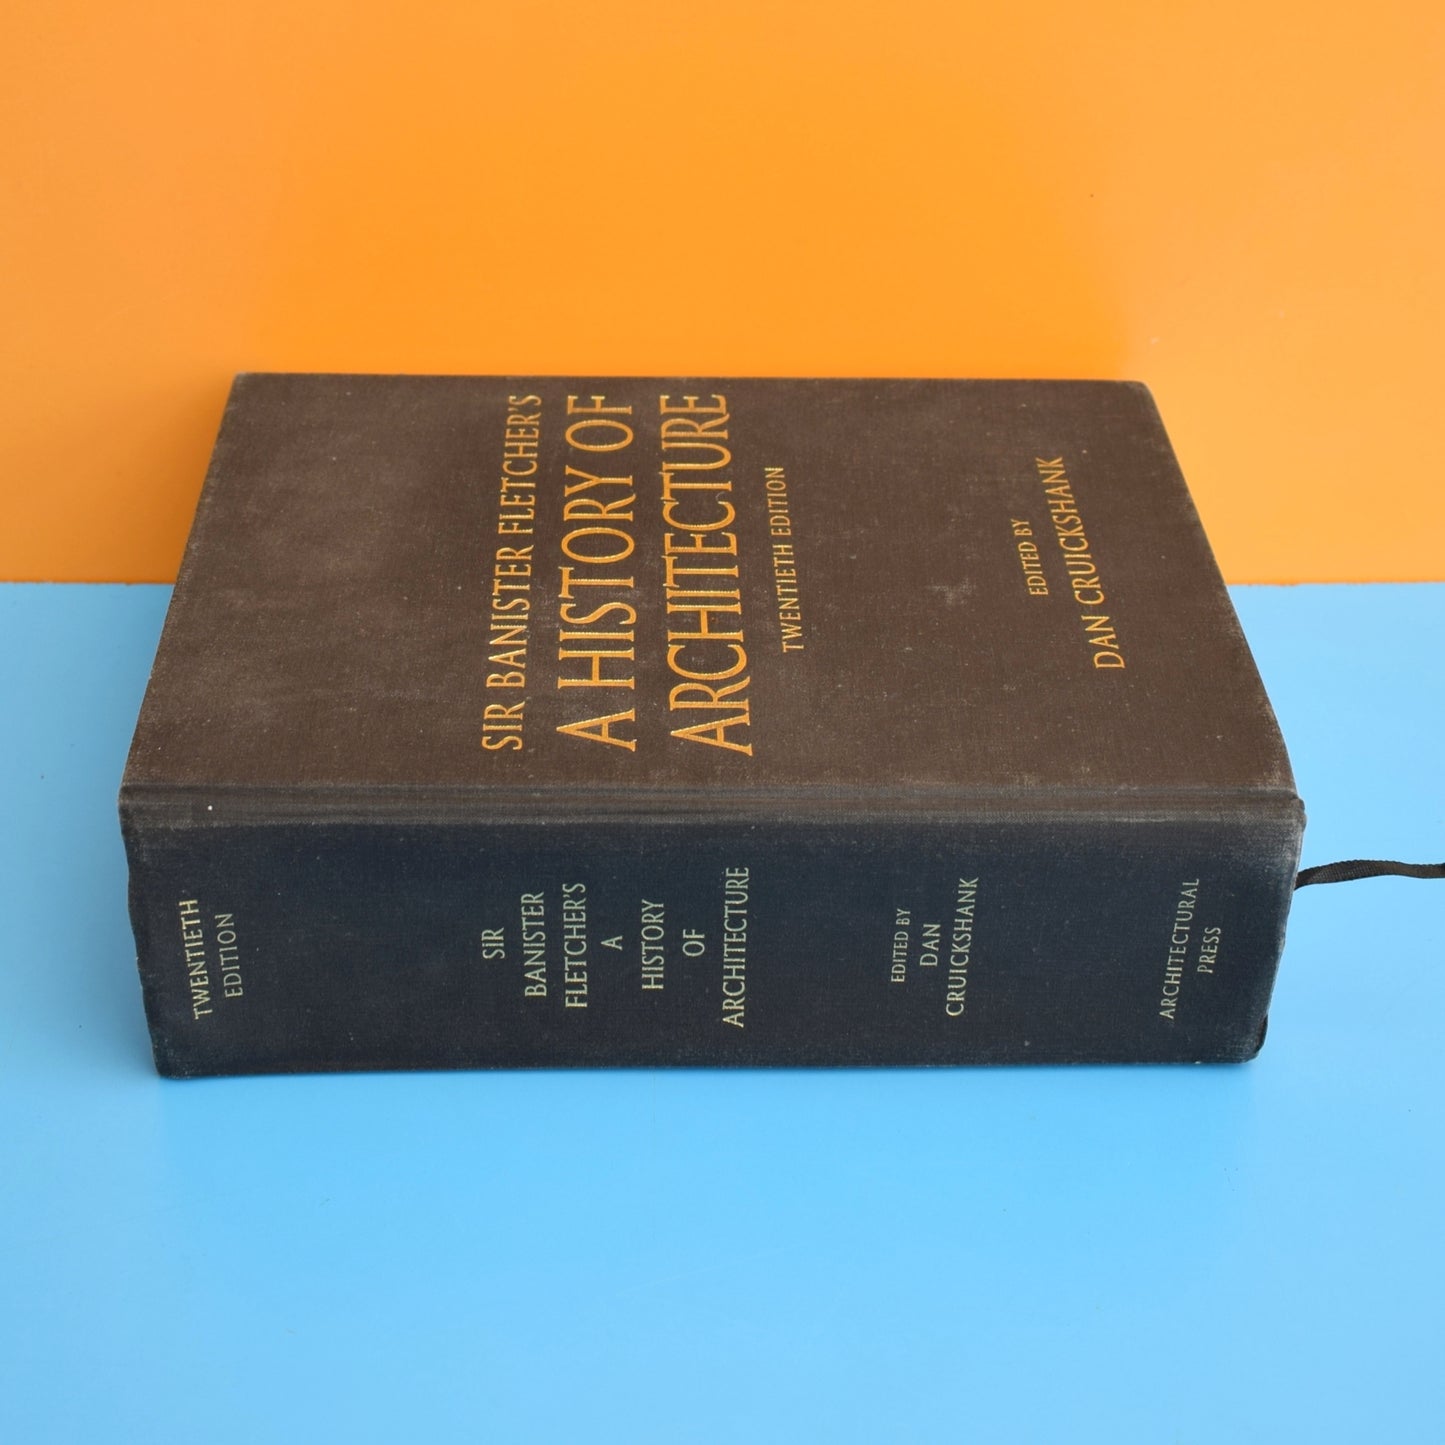 SIR BANISTER FLETCHER'S
A HISTORY OF
ARCHITECTURE
TWENTIETH EDITION
EDITED BY
DAN CRUICKSHANK
TWENTIETH
EDITION
SIR
BANISTER
FLETCHER'S
A
HISTORY
OF
ARCHITECTURE
EDITED BY
DAN
CRUICKSHANK
ARCHITECTURAL
PRESS